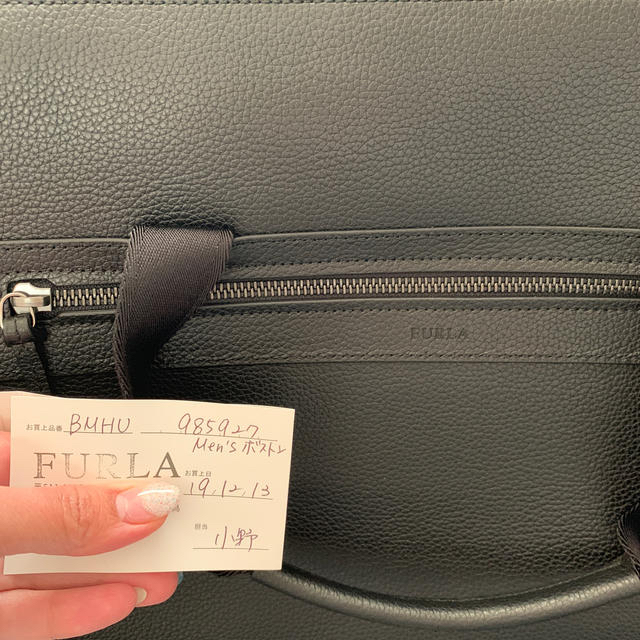 FURLA
お買上品番 BMHU 985927
Men's ボストン
FURLA お買上日
19.12.13
担当
小野